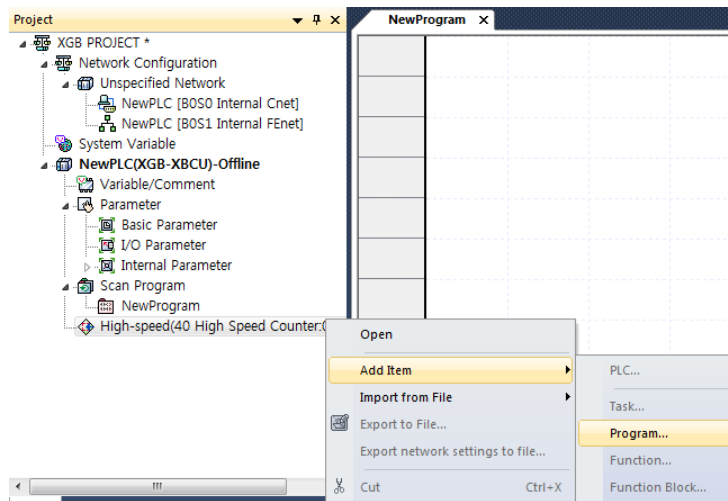 Project
NewProgram
XGB PROJECT *
Network Configuration
Unspecified Network
NewPLC [B0S0 Internal Cnet]
NewPLC [B0S1 Internal FEnet]
System Variable
NewPLC(XGB-XBCU)-Offline
Variable/Comment
Parameter
Basic Parameter
I/O Parameter
Internal Parameter
Scan Program
NewProgram
High-speed(40 High Speed Counter:
Open
Add Item
Import from File
Export to File...
Export network settings to file...
Cut Ctrl+X
PLC...
Task...
Program...
Function...
Function Block...